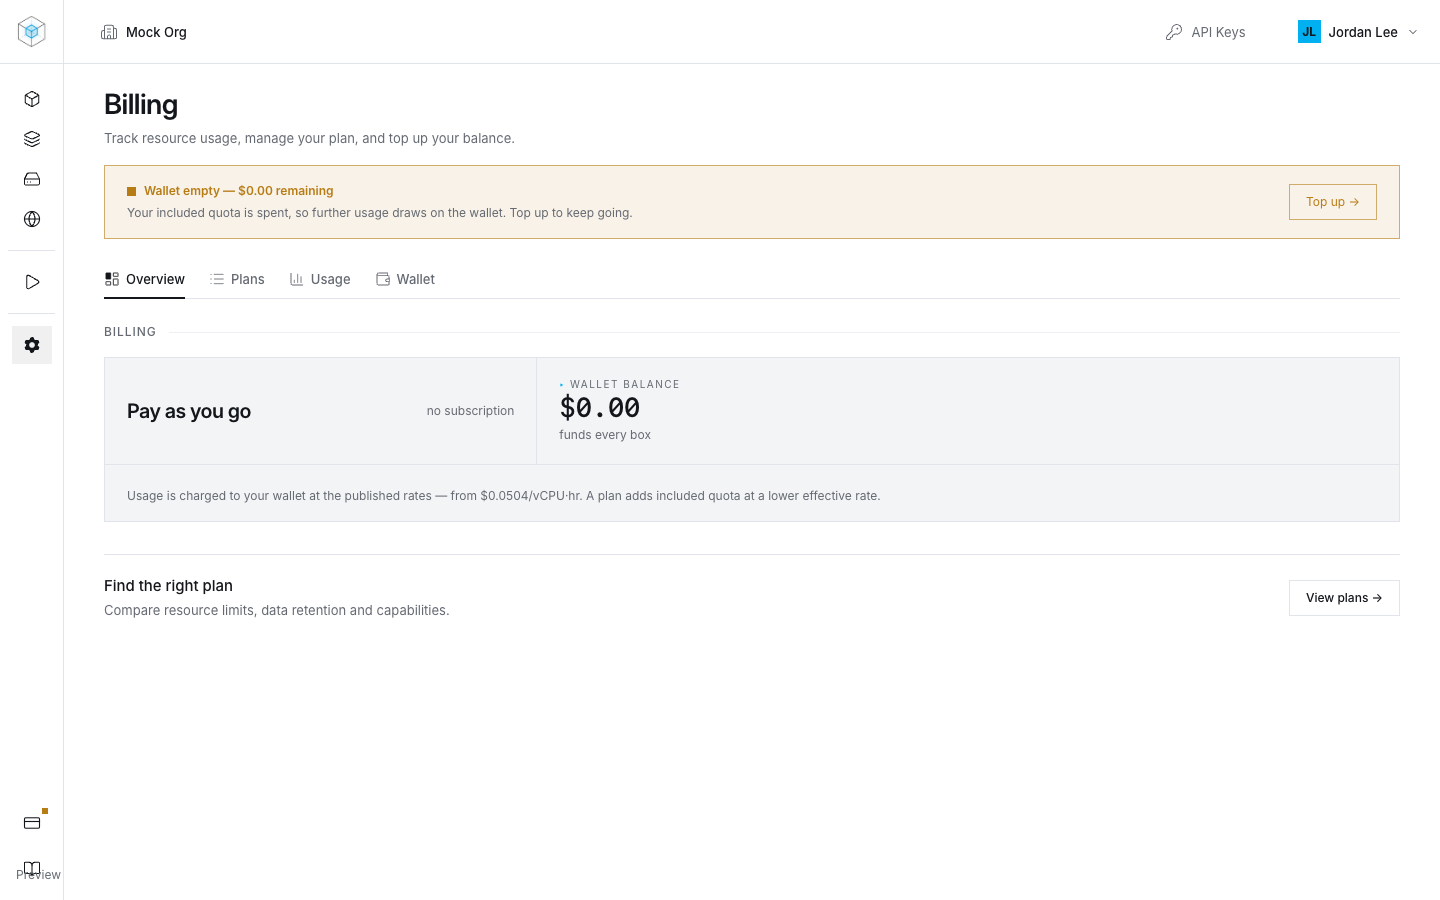 Mock Org
API Keys
JL
Jordan Lee
Billing
Track resource usage, manage your plan, and top up your balance.
Wallet empty — $0.00 remaining
Your included quota is spent, so further usage draws on the wallet. Top up to keep going.
Top up →
Overview
Plans
Usage
Wallet
BILLING
Pay as you go
no subscription
WALLET BALANCE
$0.00
funds every box
Usage is charged to your wallet at the published rates — from $0.0504/vCPU·hr. A plan adds included quota at a lower effective rate.
Find the right plan
Compare resource limits, data retention and capabilities.
View plans →
Preview